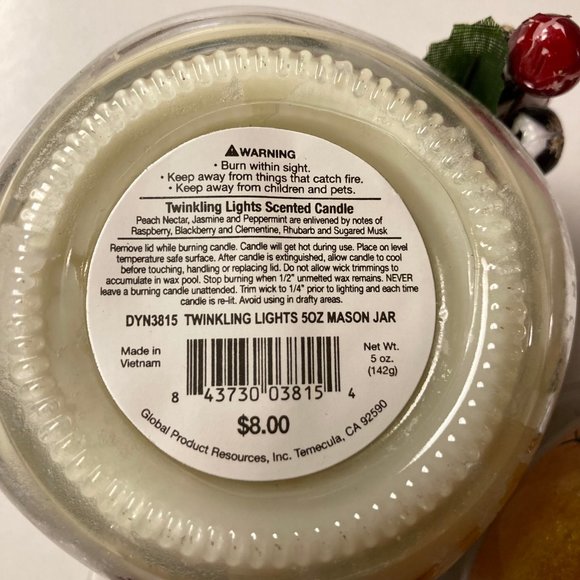 ⚠WARNING
• Burn within sight.
• Keep away from things that catch fire.
• Keep away from children and pets.
Twinkling Lights Scented Candle
Peach Nectar, Jasmine and Peppermint are enlivened by notes of
Raspberry, Blackberry and Clementine, Rhubarb and Sugared Musk
Remove lid while burning candle. Candle will get hot during use. Place on level
temperature safe surface. After candle is extinguished, allow candle to cool
before touching, handling or replacing lid. Do not allow wick trimmings to
accumulate in wax pool. Stop burning when 1/2" unmelted wax remains. NEVER
leave a burning candle unattended. Trim wick to 1/4" prior to lighting and each time
candle is re-lit. Avoid using in drafty areas.
DYN3815 TWINKLING LIGHTS 5OZ MASON JAR
Made in
Vietnam
Net Wt.
5 oz.
(142g)
8 43730 03815 4
$8.00
Global Product Resources, Inc. Temecula, CA 92590